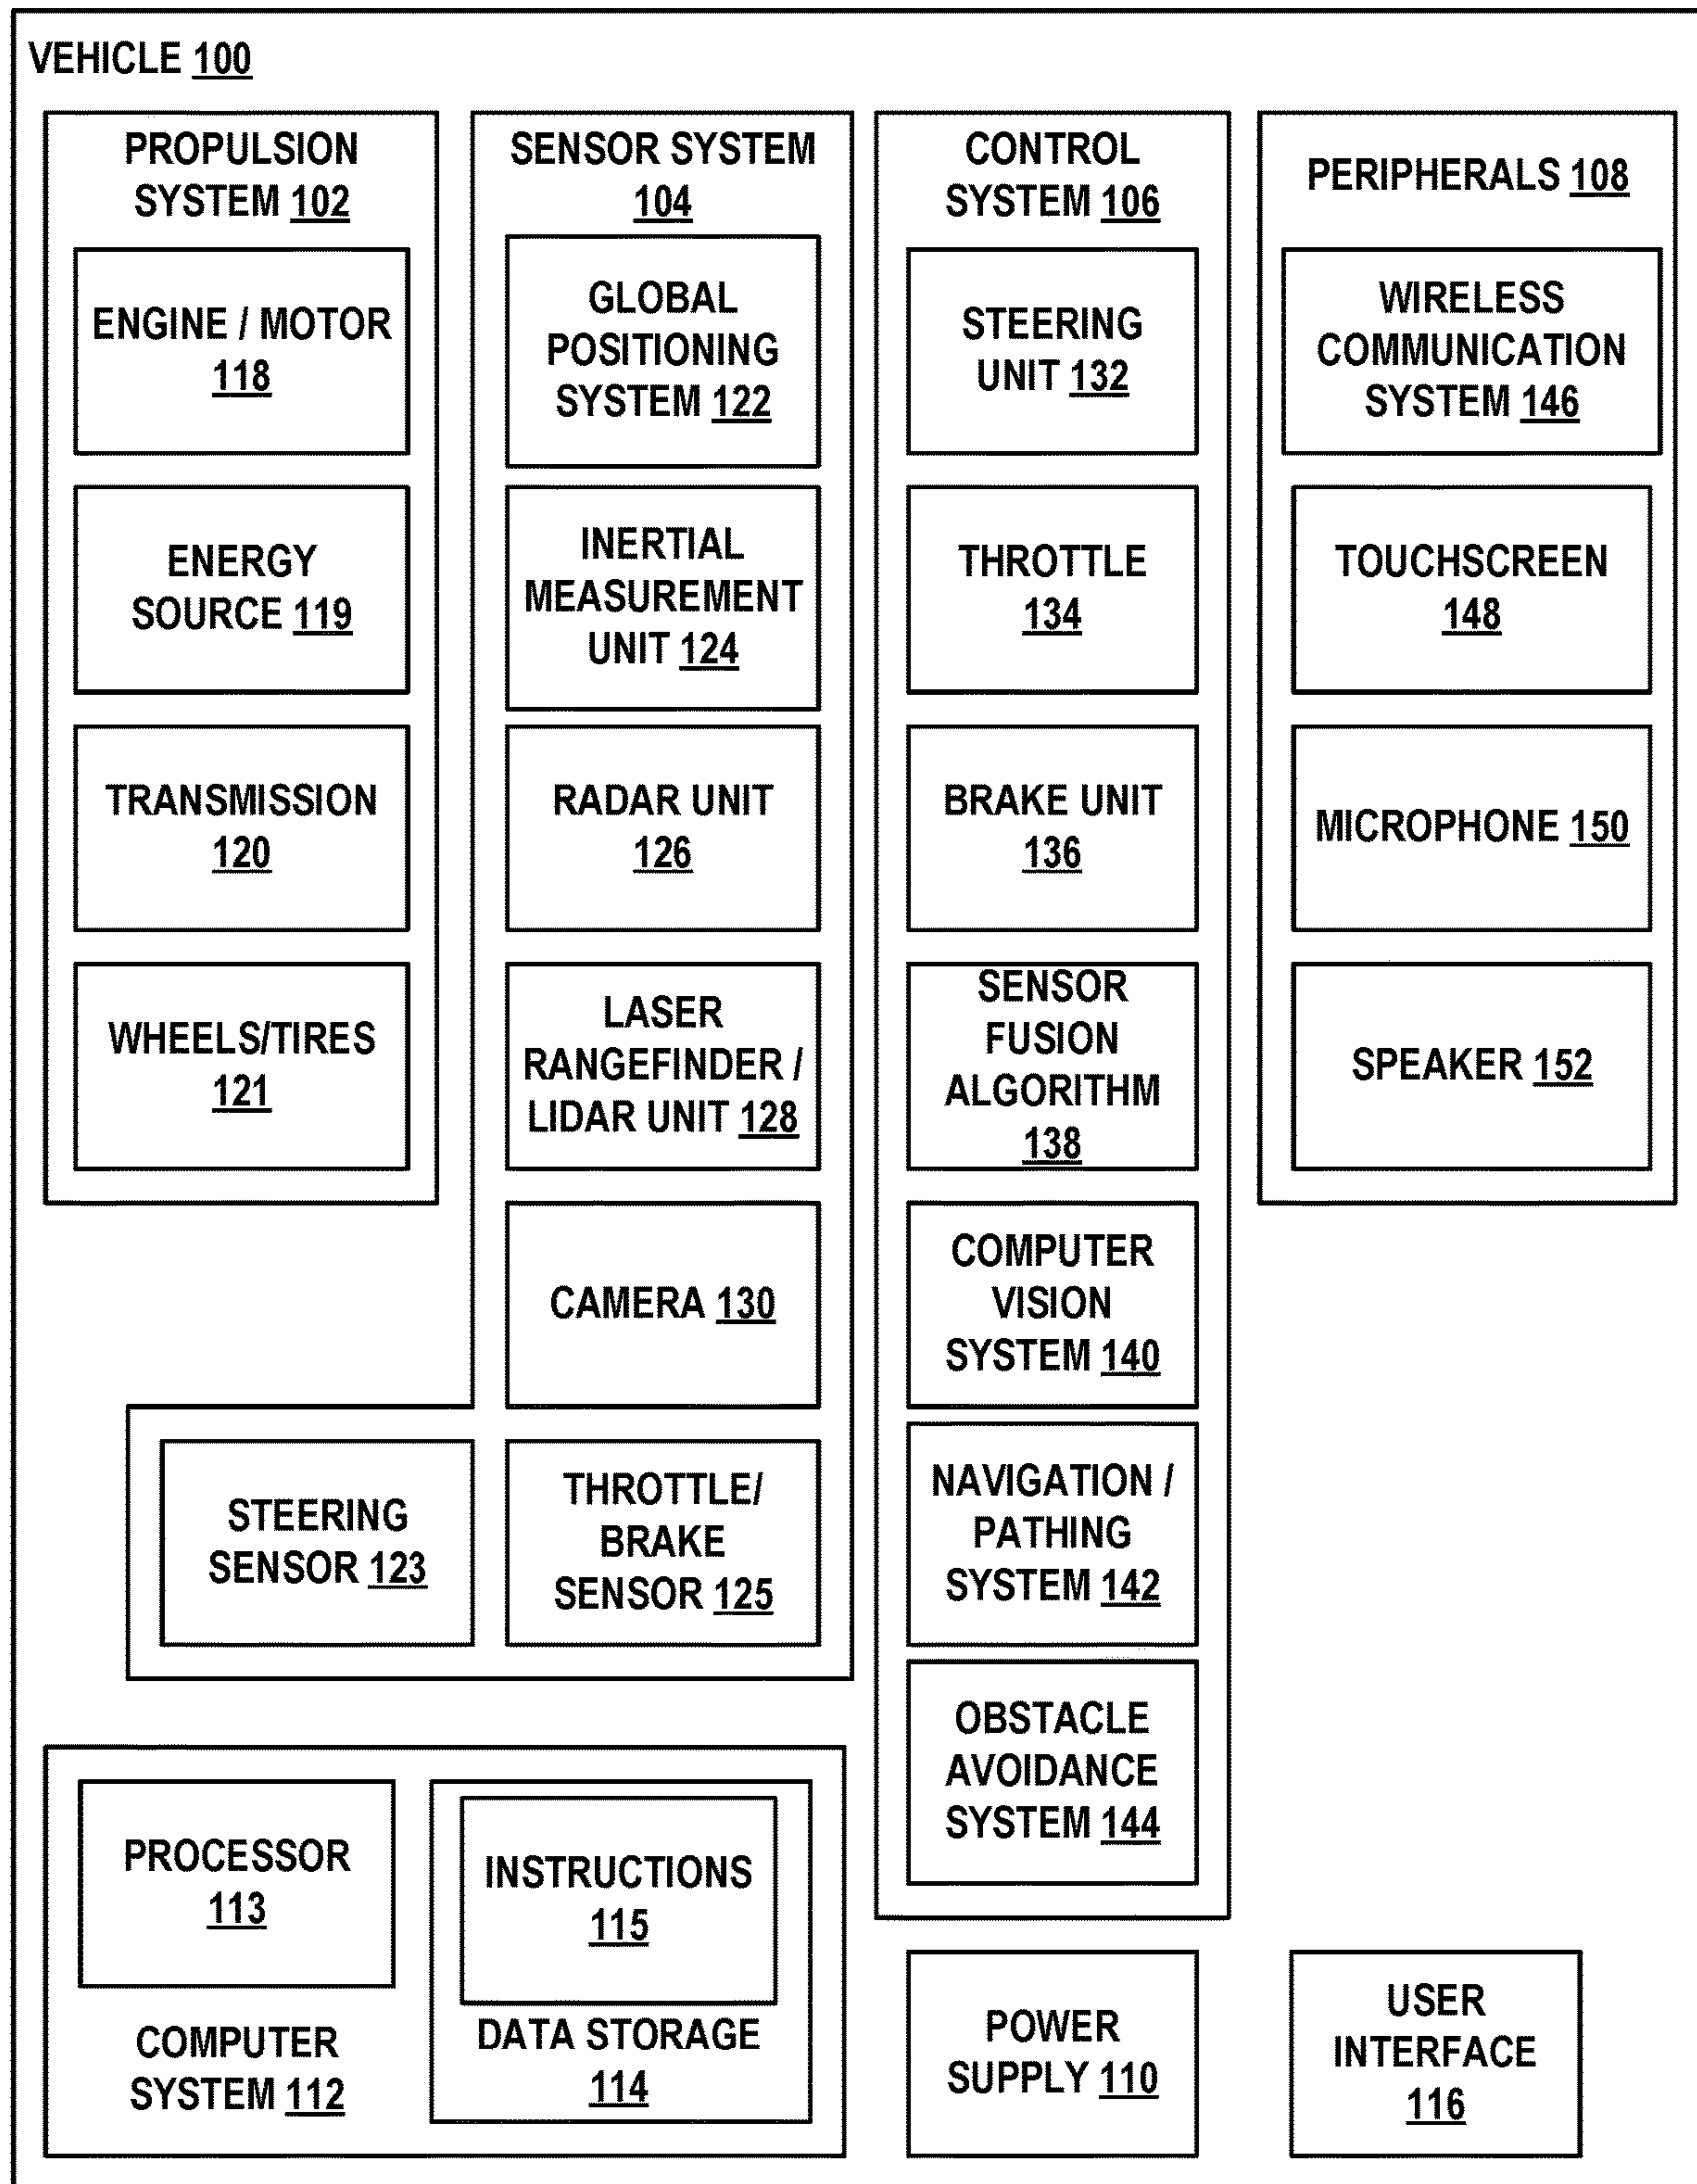 VEHICLE 100
PROPULSION
SYSTEM 102
ENGINE / MOTOR
118
ENERGY
SOURCE 119
TRANSMISSION
120
WHEELS/TIRES
121
SENSOR SYSTEM
104
GLOBAL
POSITIONING
SYSTEM 122
INERTIAL
MEASUREMENT
UNIT 124
RADAR UNIT
126
LASER
RANGEFINDER /
LIDAR UNIT 128
CAMERA 130
STEERING
SENSOR 123
THROTTLE/
BRAKE
SENSOR 125
CONTROL
SYSTEM 106
STEERING
UNIT 132
THROTTLE
134
BRAKE UNIT
136
SENSOR
FUSION
ALGORITHM
138
COMPUTER
VISION
SYSTEM 140
NAVIGATION /
PATHING
SYSTEM 142
OBSTACLE
AVOIDANCE
SYSTEM 144
PERIPHERALS 108
WIRELESS
COMMUNICATION
SYSTEM 146
TOUCHSCREEN
148
MICROPHONE 150
SPEAKER 152
PROCESSOR
113
COMPUTER
SYSTEM 112
INSTRUCTIONS
115
DATA STORAGE
114
POWER
SUPPLY 110
USER
INTERFACE
116